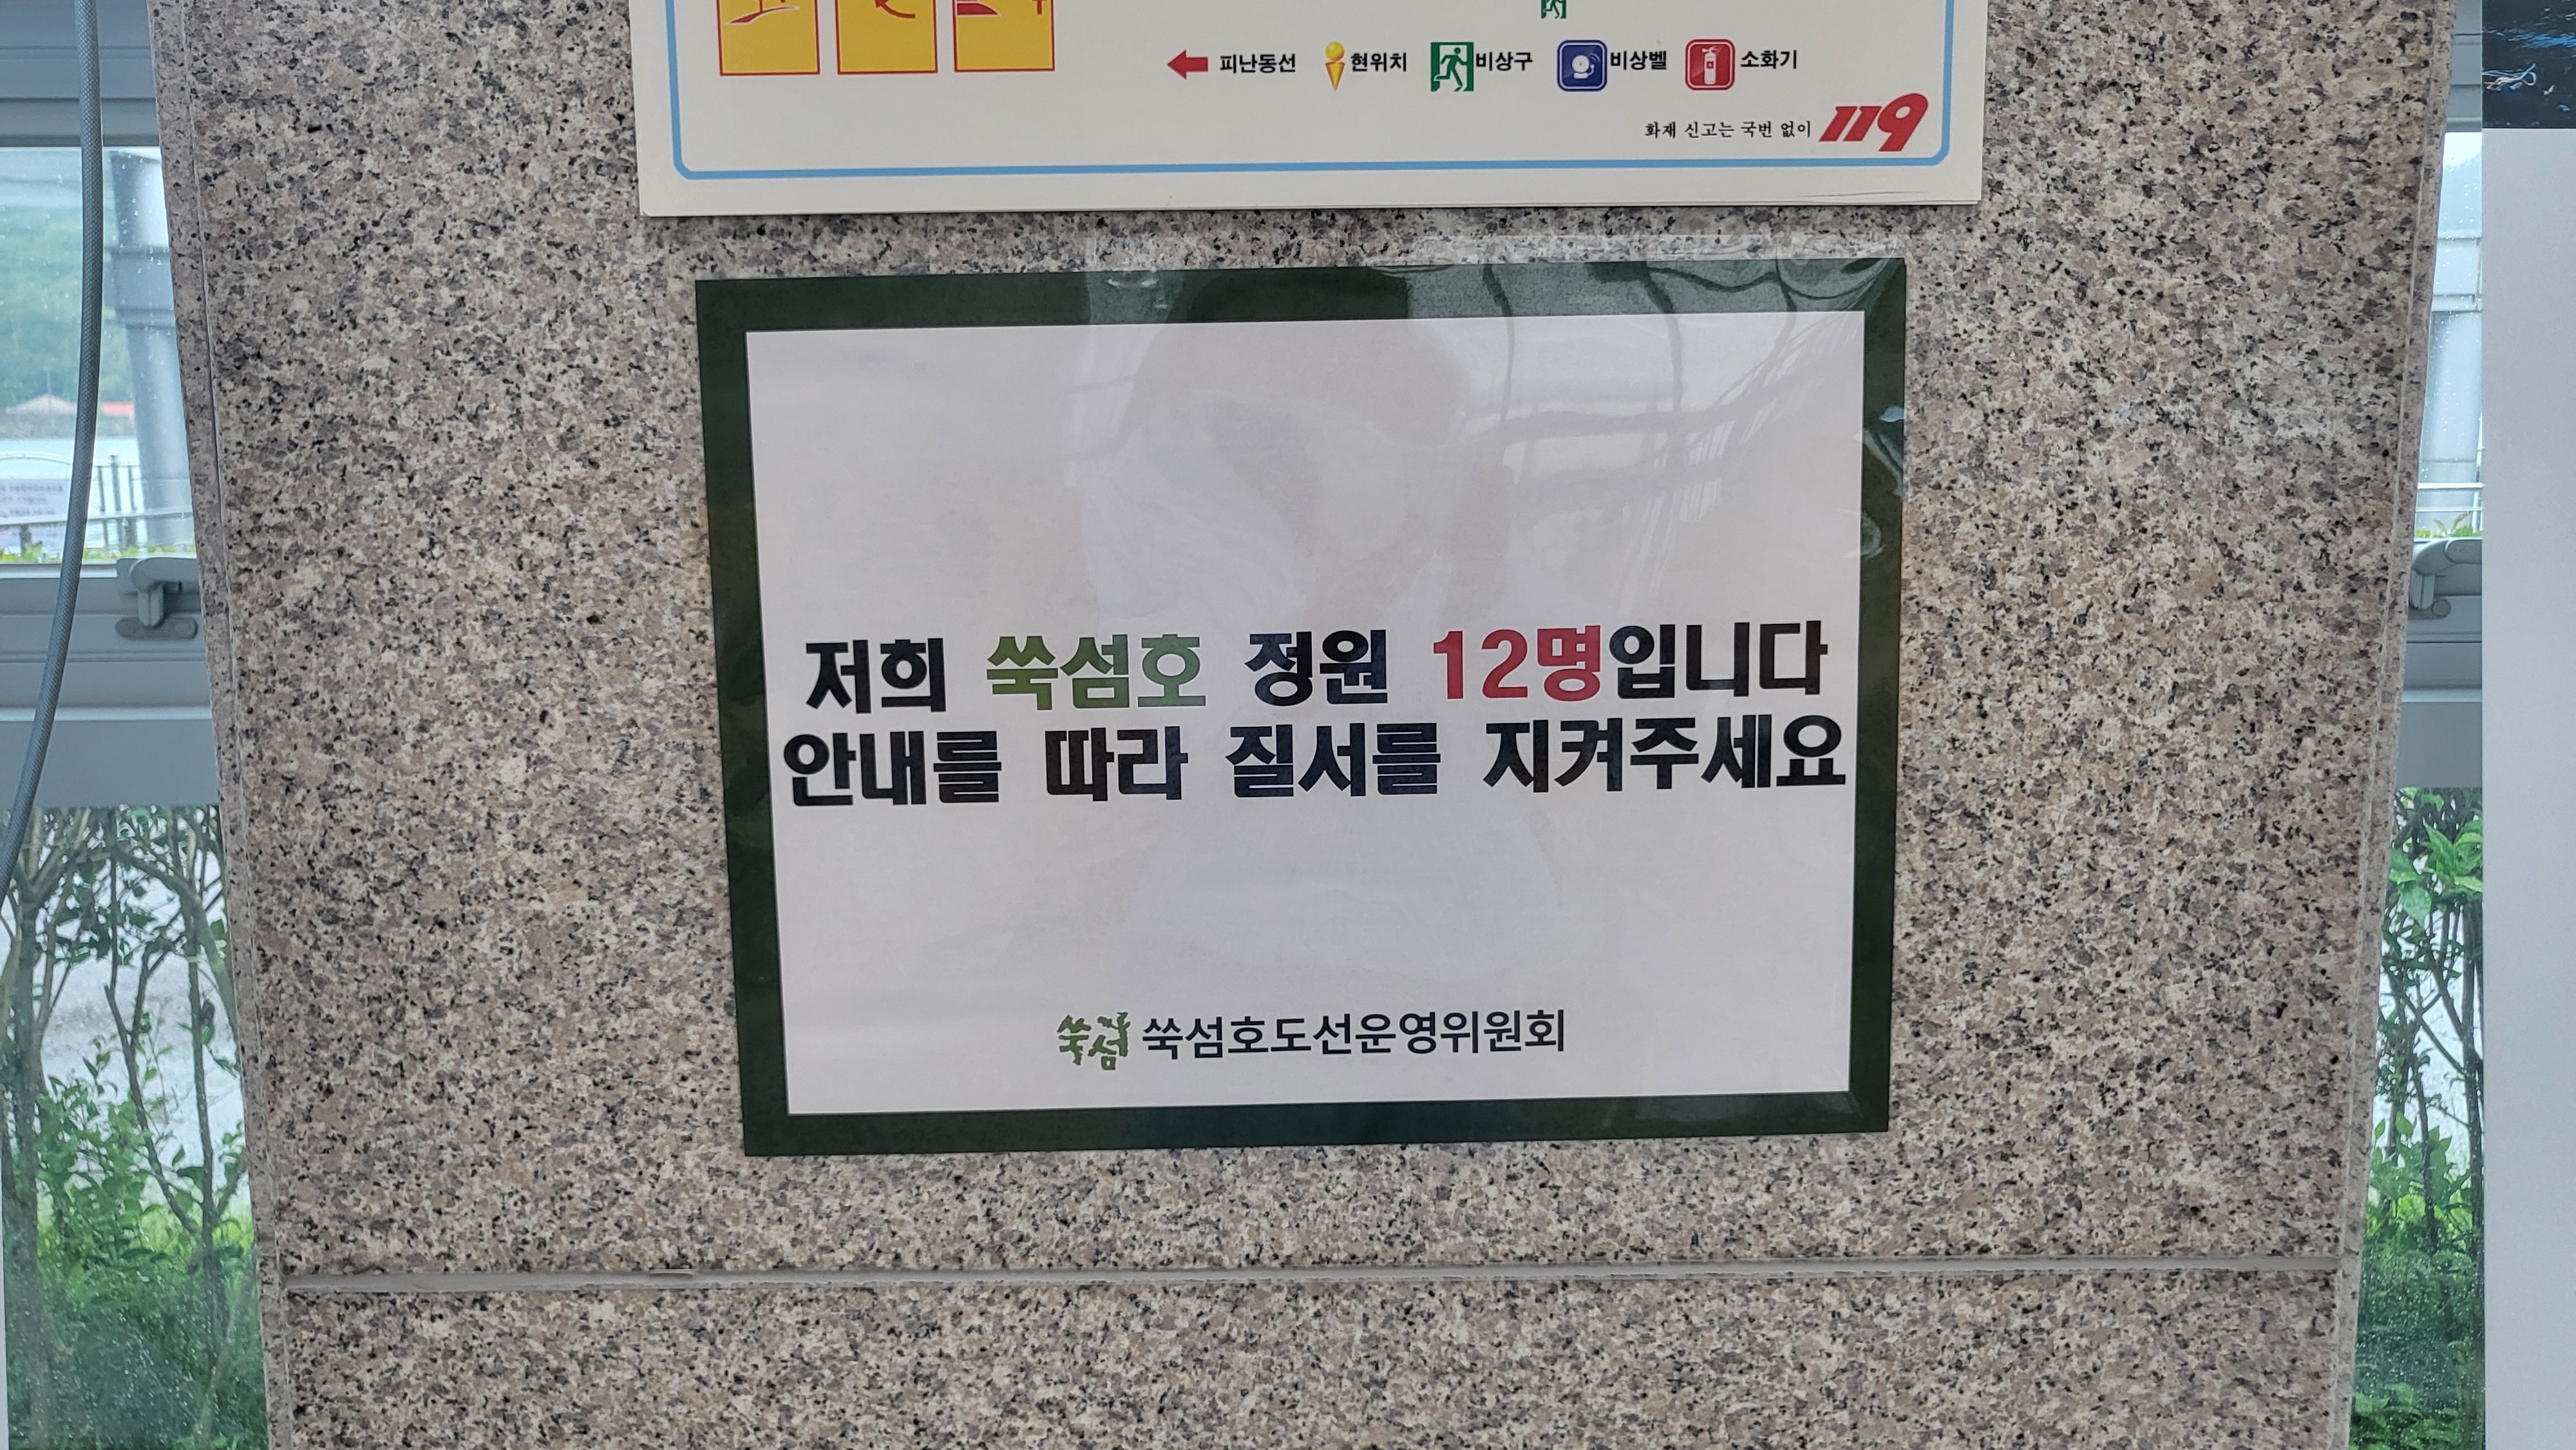 피난동선 현위치 비상구 비상벨 소화기
화재 신고는 국번 없이 119
저희 쑥섬호 정원 12명입니다
안내를 따라 질서를 지켜주세요
쑥섬 쑥섬호도선운영위원회